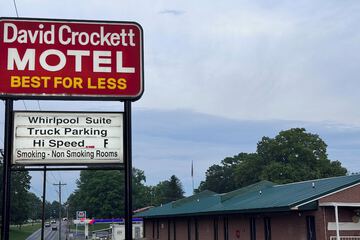 David Crockett
MOTEL
BEST FOR LESS
Whirlpool Suite
Truck Parking
Hi Speed F
Smoking - Non Smoking Rooms